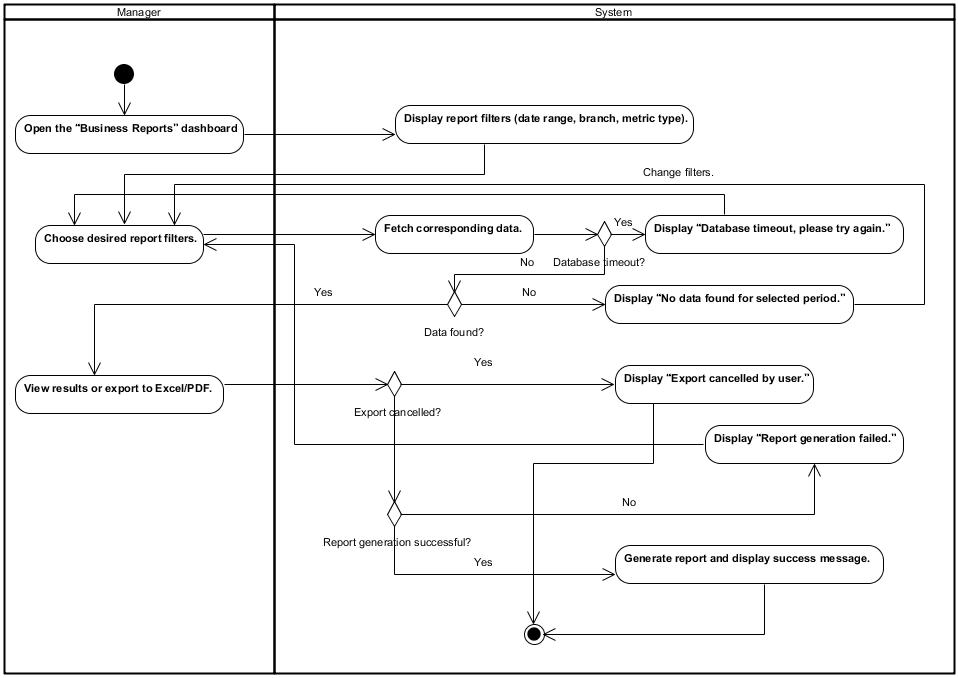 Manager
System
Open the “Business Reports” dashboard
Display report filters (date range, branch, metric type).
Change filters.
Choose desired report filters.
Fetch corresponding data.
Yes
Display “Database timeout, please try again.”
No
Database timeout?
Yes
No
Display “No data found for selected period.”
Data found?
Yes
View results or export to Excel/PDF.
Display “Export cancelled by user.”
Export cancelled?
Display “Report generation failed.”
No
Report generation successful?
Yes
Generate report and display success message.